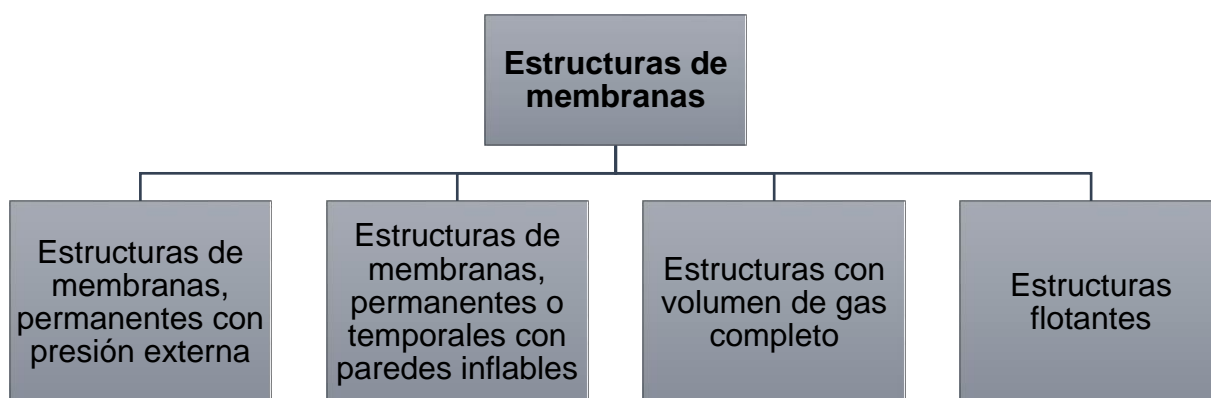 Estructuras de
membranas
Estructuras de
membranas,
permanentes con
presión externa
Estructuras de
membranas,
permanentes o
temporales con
paredes inflables
Estructuras con
volumen de gas
completo
Estructuras
flotantes